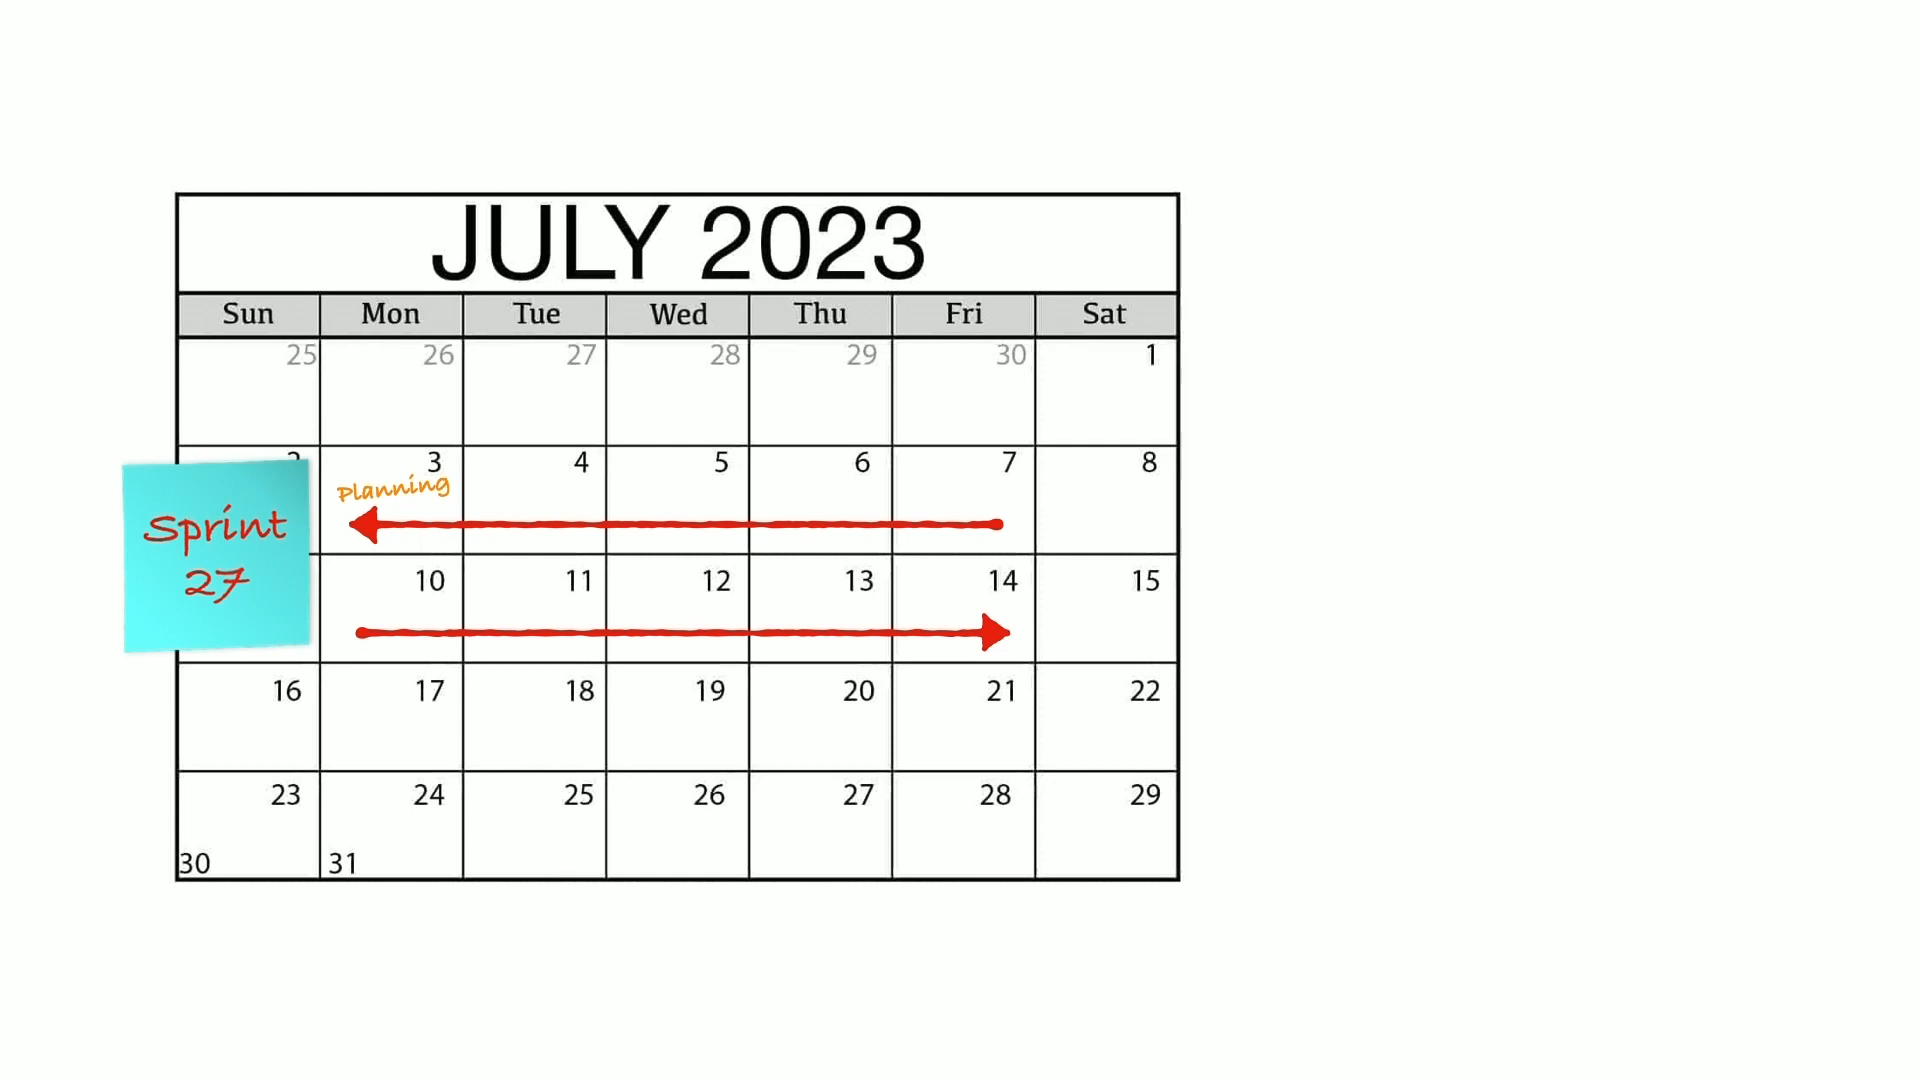 JULY 2023
Sun Mon Tue Wed Thu Fri Sat
25 26 27 28 29 30 1
3 4 5 6 7 8
Planning
Sprint
27
10 11 12 13 14 15
16 17 18 19 20 21 22
23 24 25 26 27 28 29
30 31